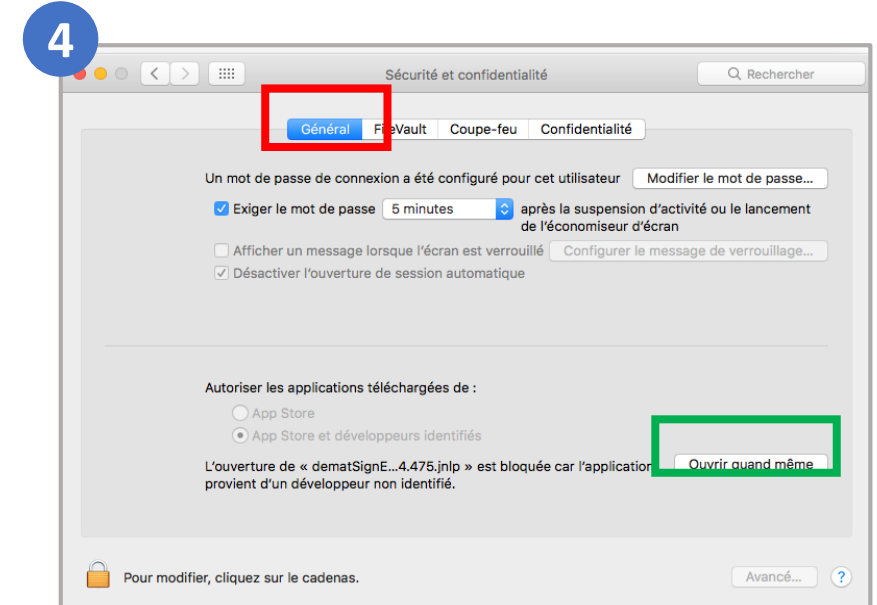 4
Sécurité et confidentialité
Rechercher
Général FileVault Coupe-feu Confidentialité
Un mot de passe de connexion a été configuré pour cet utilisateur Modifier le mot de passe...
Exiger le mot de passe 5 minutes après la suspension d'activité ou le lancement
de l'économiseur d'écran
Afficher un message lorsque l'écran est verrouillé Configurer le message de verrouillage...
Désactiver l'ouverture de session automatique
Autoriser les applications téléchargées de :
App Store
App Store et développeurs identifiés
L'ouverture de « dematSignE...4.475.jnlp » est bloquée car l'application Ouvrir quand même
provient d'un développeur non identifié.
Pour modifier, cliquez sur le cadenas. Avancé... ?